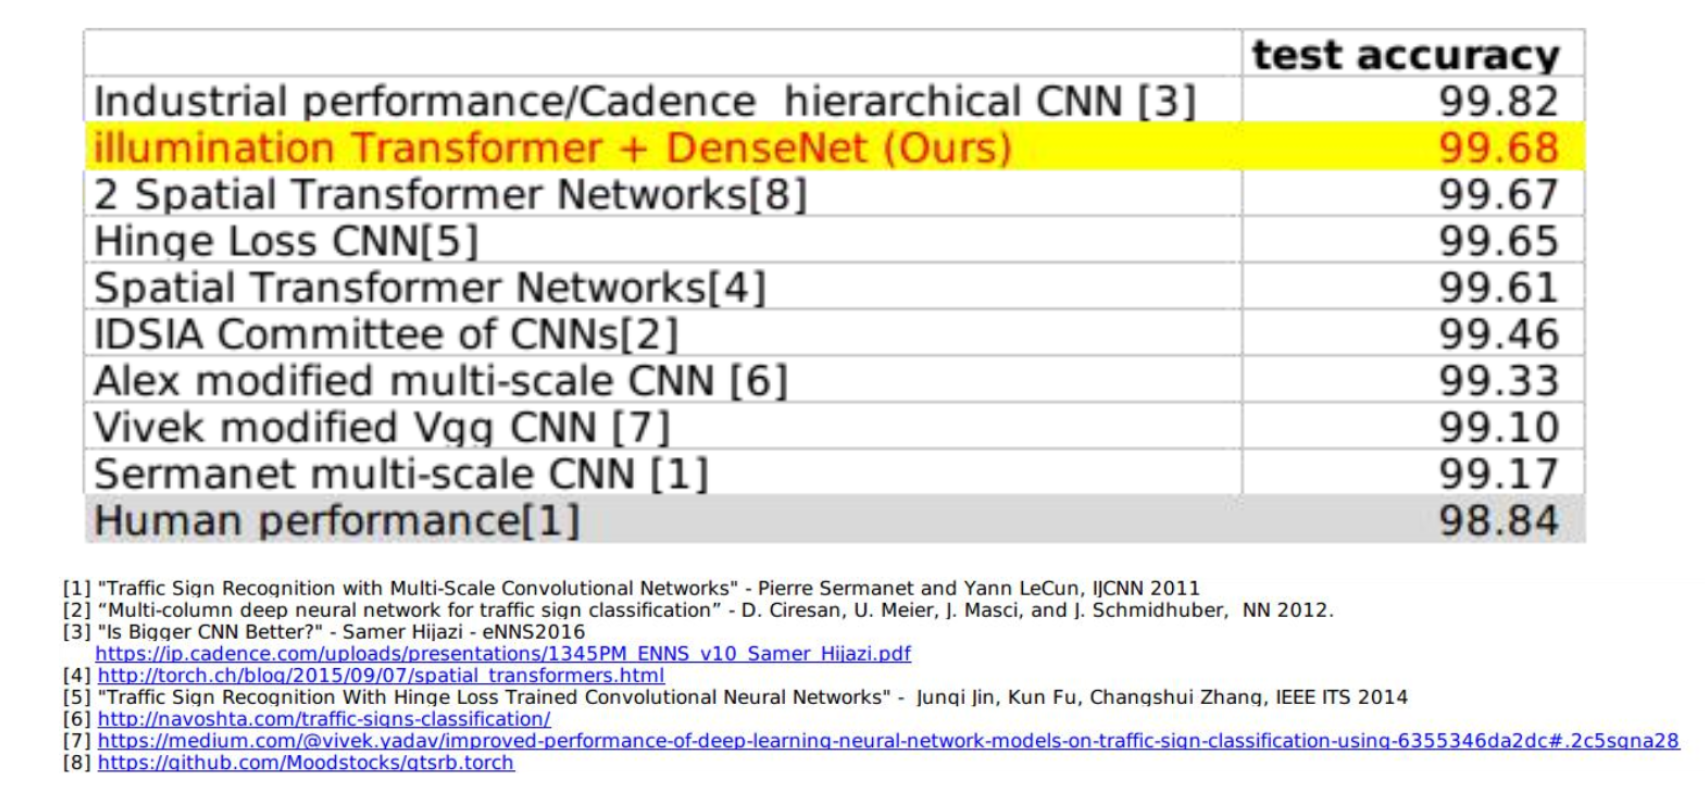 test accuracy
Industrial performance/Cadence hierarchical CNN [3] 99.82
illumination Transformer + DenseNet (Ours) 99.68
2 Spatial Transformer Networks[8] 99.67
Hinge Loss CNN[5] 99.65
Spatial Transformer Networks[4] 99.61
IDSIA Committee of CNNs[2] 99.46
Alex modified multi-scale CNN [6] 99.33
Vivek modified Vgg CNN [7] 99.10
Sermanet multi-scale CNN [1] 99.17
Human performance[1] 98.84
[1] "Traffic Sign Recognition with Multi-Scale Convolutional Networks" - Pierre Sermanet and Yann LeCun, IJCNN 2011
[2] “Multi-column deep neural network for traffic sign classification” - D. Ciresan, U. Meier, J. Masci, and J. Schmidhuber, NN 2012.
[3] "Is Bigger CNN Better?" - Samer Hijazi - eNNS2016
https://ip.cadence.com/uploads/presentations/1345PM_ENNS_v10_Samer_Hijazi.pdf
[4] http://torch.ch/blog/2015/09/07/spatial_transformers.html
[5] "Traffic Sign Recognition With Hinge Loss Trained Convolutional Neural Networks" - Junqi Jin, Kun Fu, Changshui Zhang, IEEE ITS 2014
[6] http://navoshta.com/traffic-signs-classification/
[7] https://medium.com/@vivek.yadav/improved-performance-of-deep-learning-neural-network-models-on-traffic-sign-classification-using-6355346da2dc#.2c5sqna28
[8] https://github.com/Moodstocks/gtsrb.torch